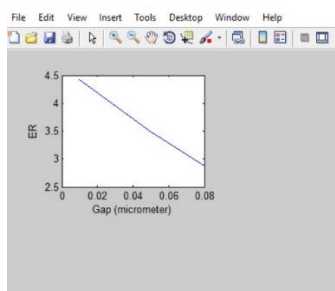 File Edit View Insert Tools Desktop Window Help
4.5
4
3.5
3
2.5
ER
0 0.02 0.04 0.06 0.08
Gap (micrometer)